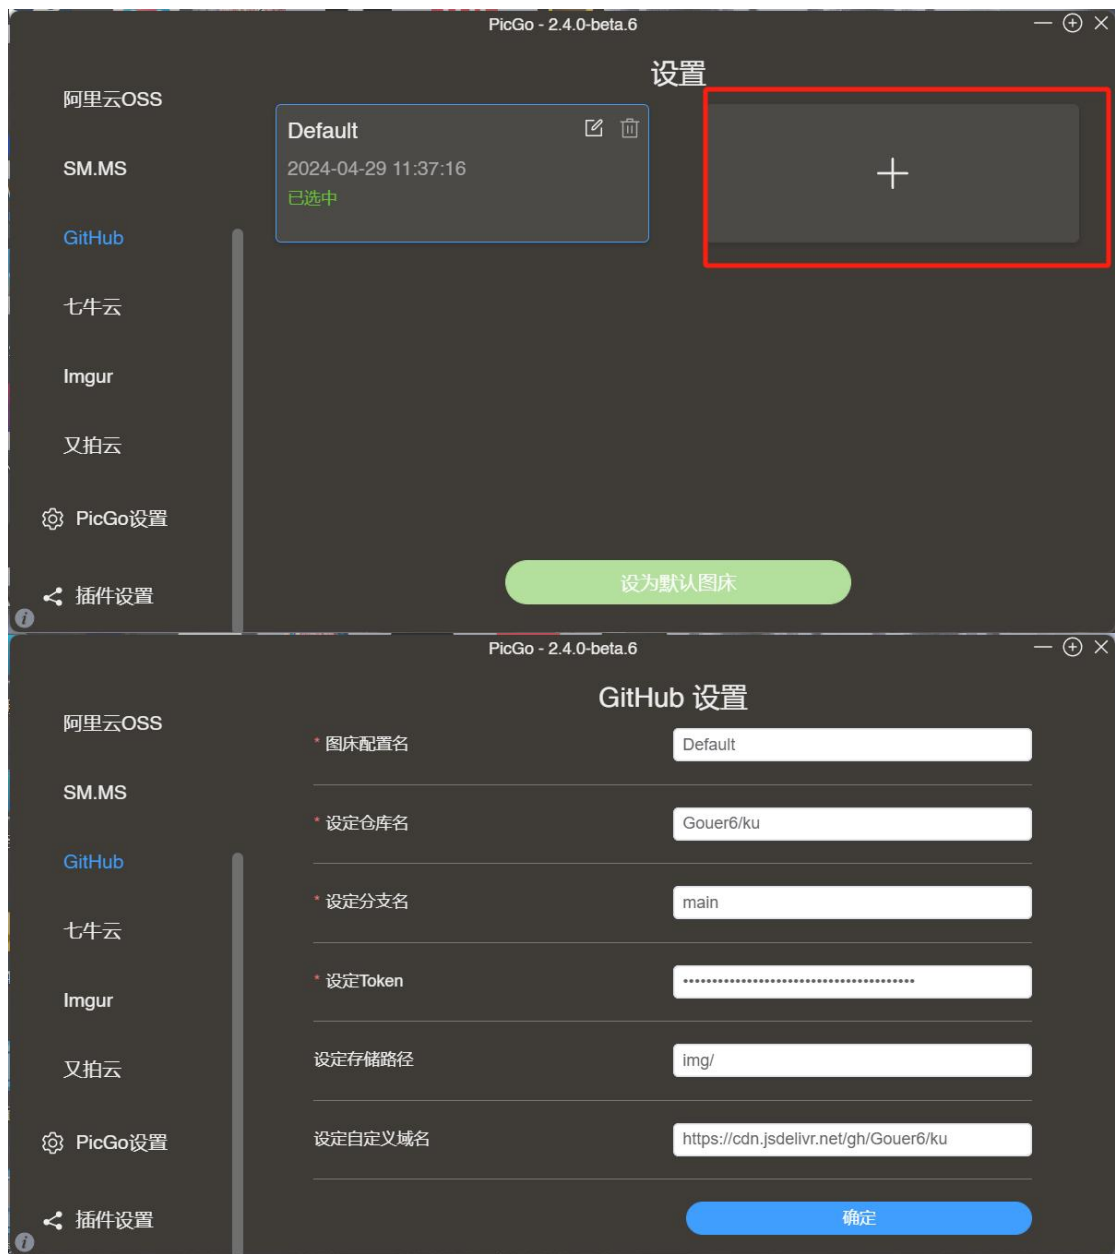 PicGo - 2.4.0-beta.6
设置
阿里云OSS
SM.MS
GitHub
七牛云
Imgur
又拍云
PicGo设置
插件设置
Default
2024-04-29 11:37:16
已选中
设为默认图床
PicGo - 2.4.0-beta.6
GitHub 设置
阿里云OSS
SM.MS
GitHub
七牛云
Imgur
又拍云
PicGo设置
插件设置
* 图床配置名 Default
* 设定仓库名 Gouer6/ku
* 设定分支名 main
* 设定Token ••••••••••••••••••••••••••••••••••••••••
设定存储路径 img/
设定自定义域名 https://cdn.jsdelivr.net/gh/Gouer6/ku
确定